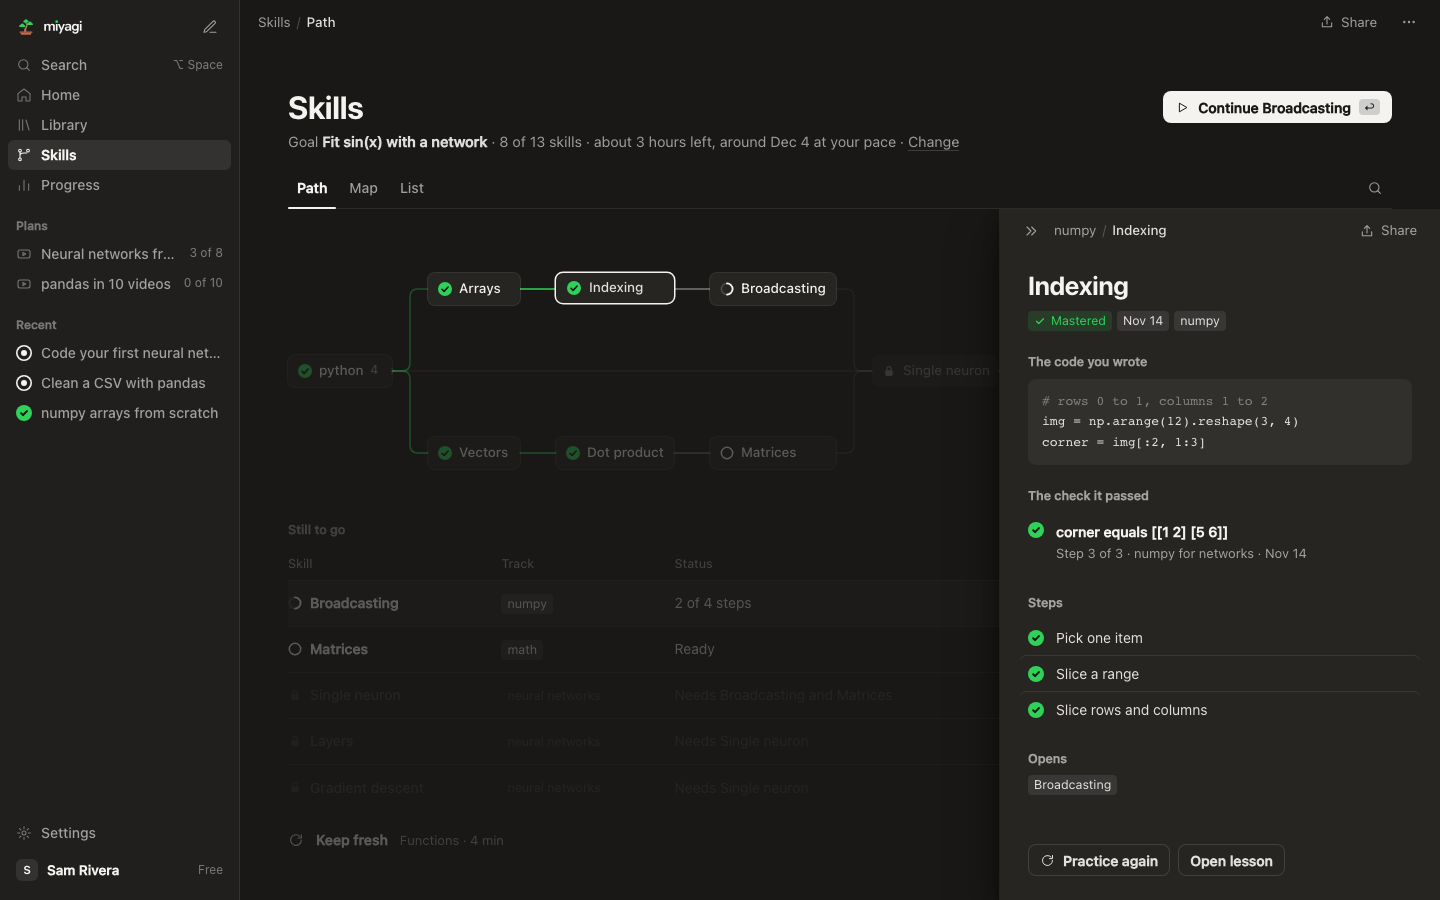 miyagi
Search ⌥ Space
Home
Library
Skills
Progress
Plans
Neural networks fr... 3 of 8
pandas in 10 videos 0 of 10
Recent
Code your first neural net...
Clean a CSV with pandas
numpy arrays from scratch
Settings
S Sam Rivera Free
Skills / Path
Share
Skills
Continue Broadcasting
Goal Fit sin(x) with a network · 8 of 13 skills · about 3 hours left, around Dec 4 at your pace · Change
Path Map List
Arrays Indexing Broadcasting
python 4 Single neuron
Vectors Dot product Matrices
Still to go
Skill Track Status
Broadcasting numpy 2 of 4 steps
Matrices math Ready
Single neuron neural networks Needs Broadcasting and Matrices
Layers neural networks Needs Single neuron
Gradient descent neural networks Needs Single neuron
Keep fresh Functions · 4 min
numpy / Indexing Share
Indexing
Mastered Nov 14 numpy
The code you wrote
# rows 0 to 1, columns 1 to 2
img = np.arange(12).reshape(3, 4)
corner = img[:2, 1:3]
The check it passed
corner equals [[1 2] [5 6]]
Step 3 of 3 · numpy for networks · Nov 14
Steps
Pick one item
Slice a range
Slice rows and columns
Opens
Broadcasting
Practice again Open lesson